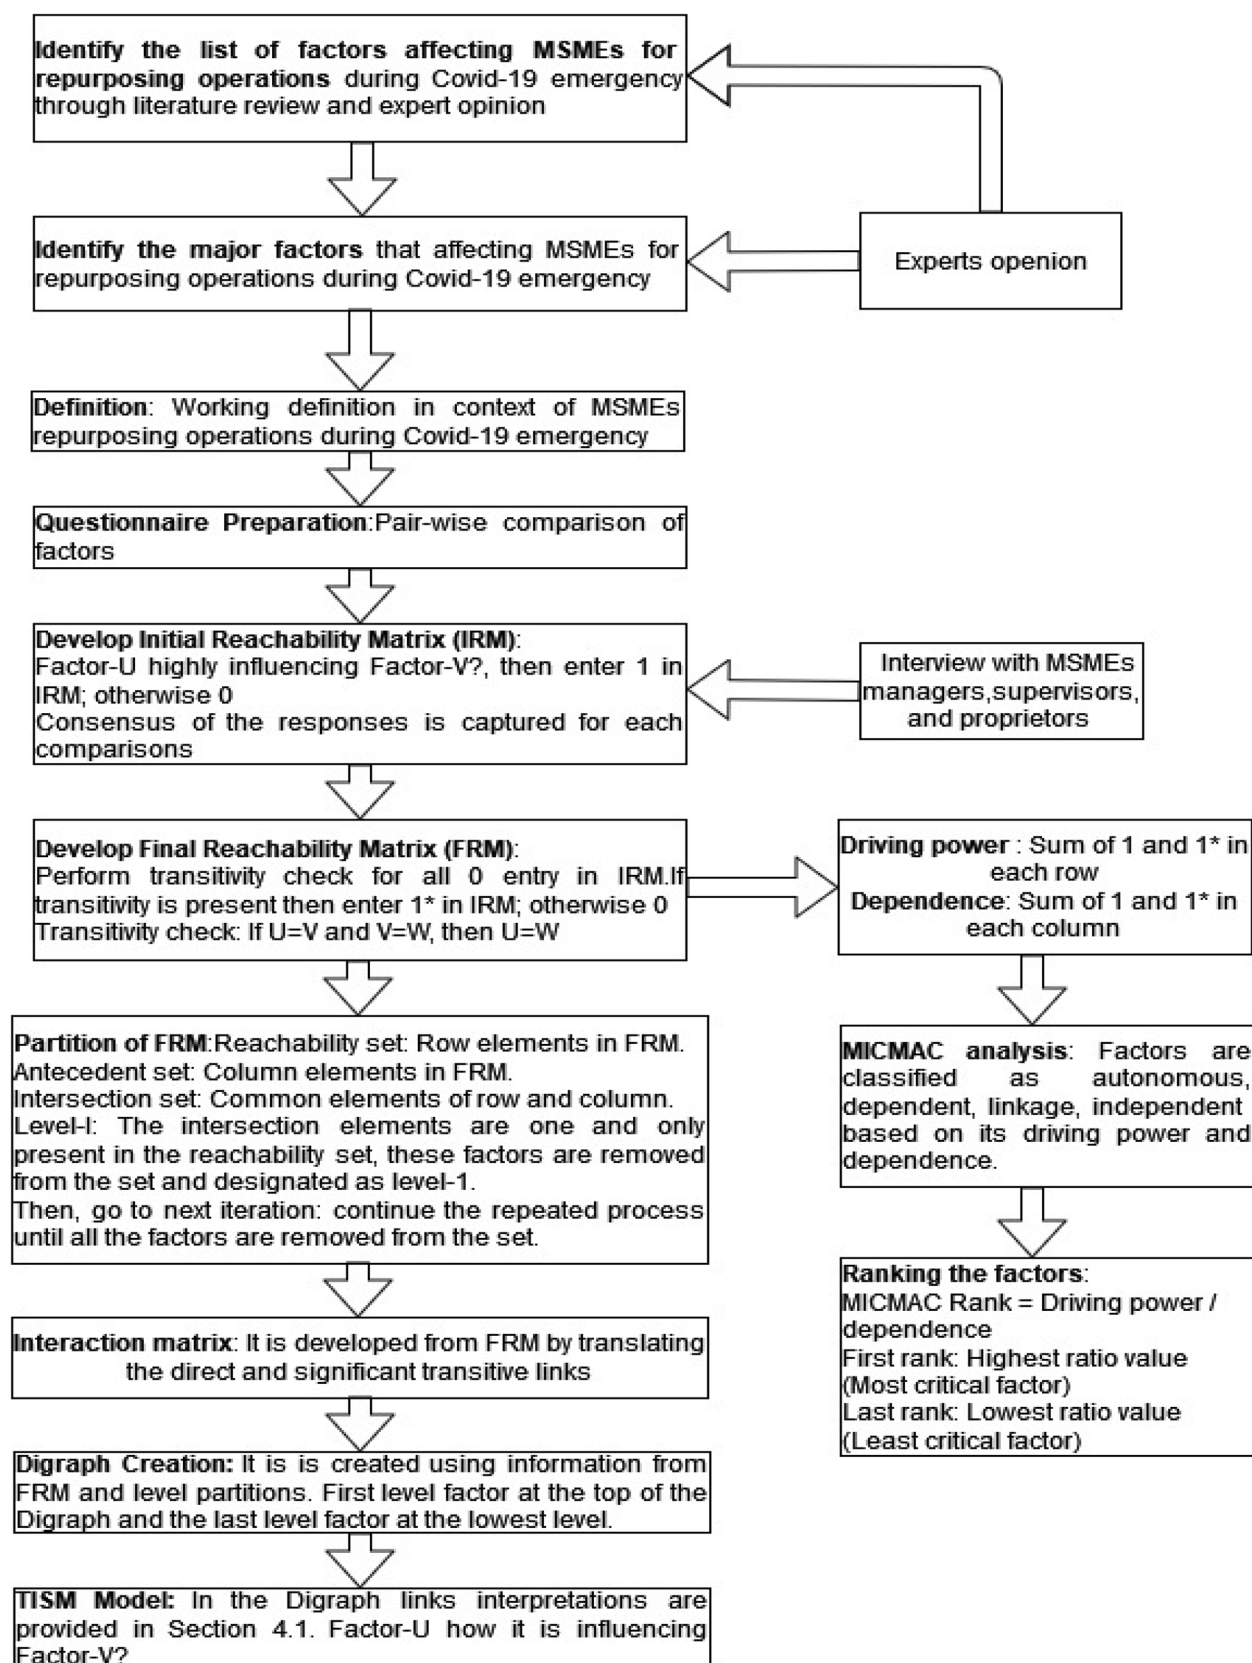 Identify the list of factors affecting MSMEs for
repurposing operations during Covid-19 emergency
through literature review and expert opinion
Identify the major factors that affecting MSMEs for
repurposing operations during Covid-19 emergency
Experts openion
Definition: Working definition in context of MSMEs
repurposing operations during Covid-19 emergency
Questionnaire Preparation:Pair-wise comparison of
factors
Develop Initial Reachability Matrix (IRM):
Factor-U highly influencing Factor-V?, then enter 1 in
IRM; otherwise 0
Consensus of the responses is captured for each
comparisons
Interview with MSMEs
managers,supervisors,
and proprietors
Develop Final Reachability Matrix (FRM):
Perform transitivity check for all 0 entry in IRM.If
transitivity is present then enter 1* in IRM; otherwise 0
Transitivity check: If U=V and V=W, then U=W
Driving power : Sum of 1 and 1* in
each row
Dependence: Sum of 1 and 1* in
each column
Partition of FRM:Reachability set: Row elements in FRM.
Antecedent set: Column elements in FRM.
Intersection set: Common elements of row and column.
Level-I: The intersection elements are one and only
present in the reachability set, these factors are removed
from the set and designated as level-1.
Then, go to next iteration: continue the repeated process
until all the factors are removed from the set.
MICMAC analysis: Factors are
classified as autonomous,
dependent, linkage, independent
based on its driving power and
dependence.
Ranking the factors:
MICMAC Rank = Driving power /
dependence
First rank: Highest ratio value
(Most critical factor)
Last rank: Lowest ratio value
(Least critical factor)
Interaction matrix: It is developed from FRM by translating
the direct and significant transitive links
Digraph Creation: It is is created using information from
FRM and level partitions. First level factor at the top of the
Digraph and the last level factor at the lowest level.
TISM Model: In the Digraph links interpretations are
provided in Section 4.1. Factor-U how it is influencing
Factor-V?